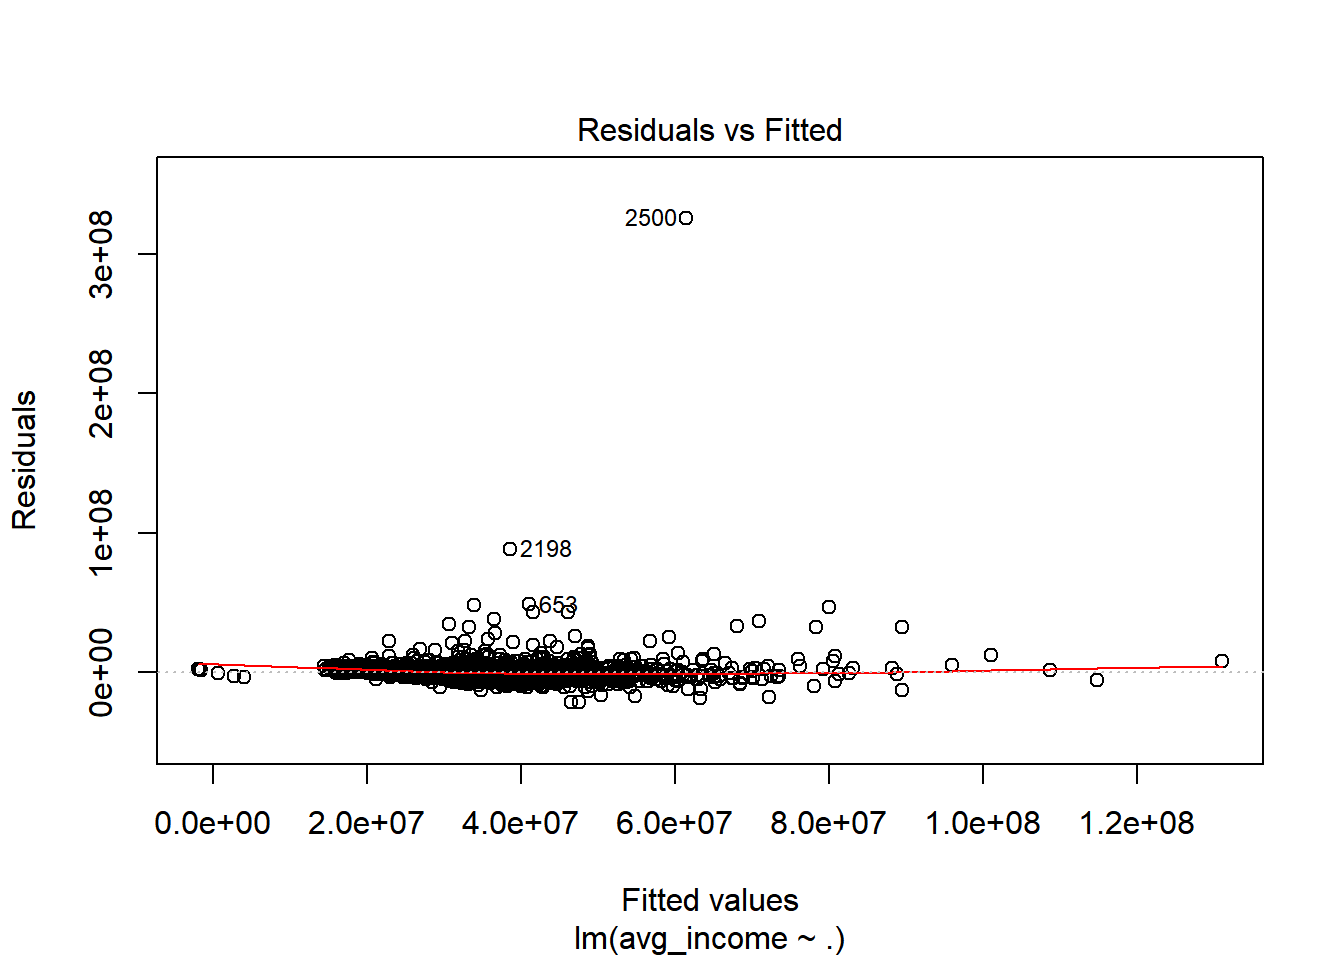 Residuals vs Fitted
Residuals
3e+08
2e+08
1e+08
0e+00
2500
2198
653
0.0e+00 2.0e+07 4.0e+07 6.0e+07 8.0e+07 1.0e+08 1.2e+08
Fitted values
lm(avg_income ~ .)